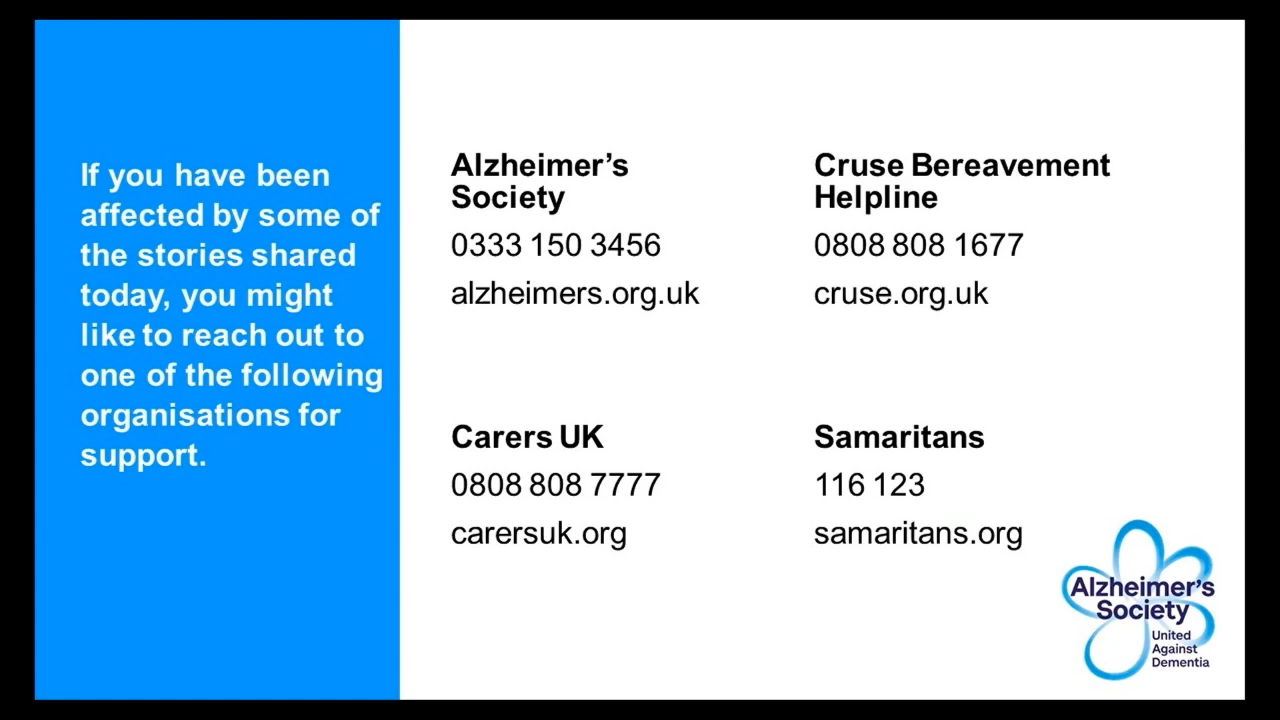 If you have been
affected by some of
the stories shared
today, you might
like to reach out to
one of the following
organisations for
support.
Alzheimer’s
Society
0333 150 3456
alzheimers.org.uk
Cruse Bereavement
Helpline
0808 808 1677
cruse.org.uk
Carers UK
0808 808 7777
carersuk.org
Samaritans
116 123
samaritans.org
Alzheimer’s
Society
United
Against
Dementia